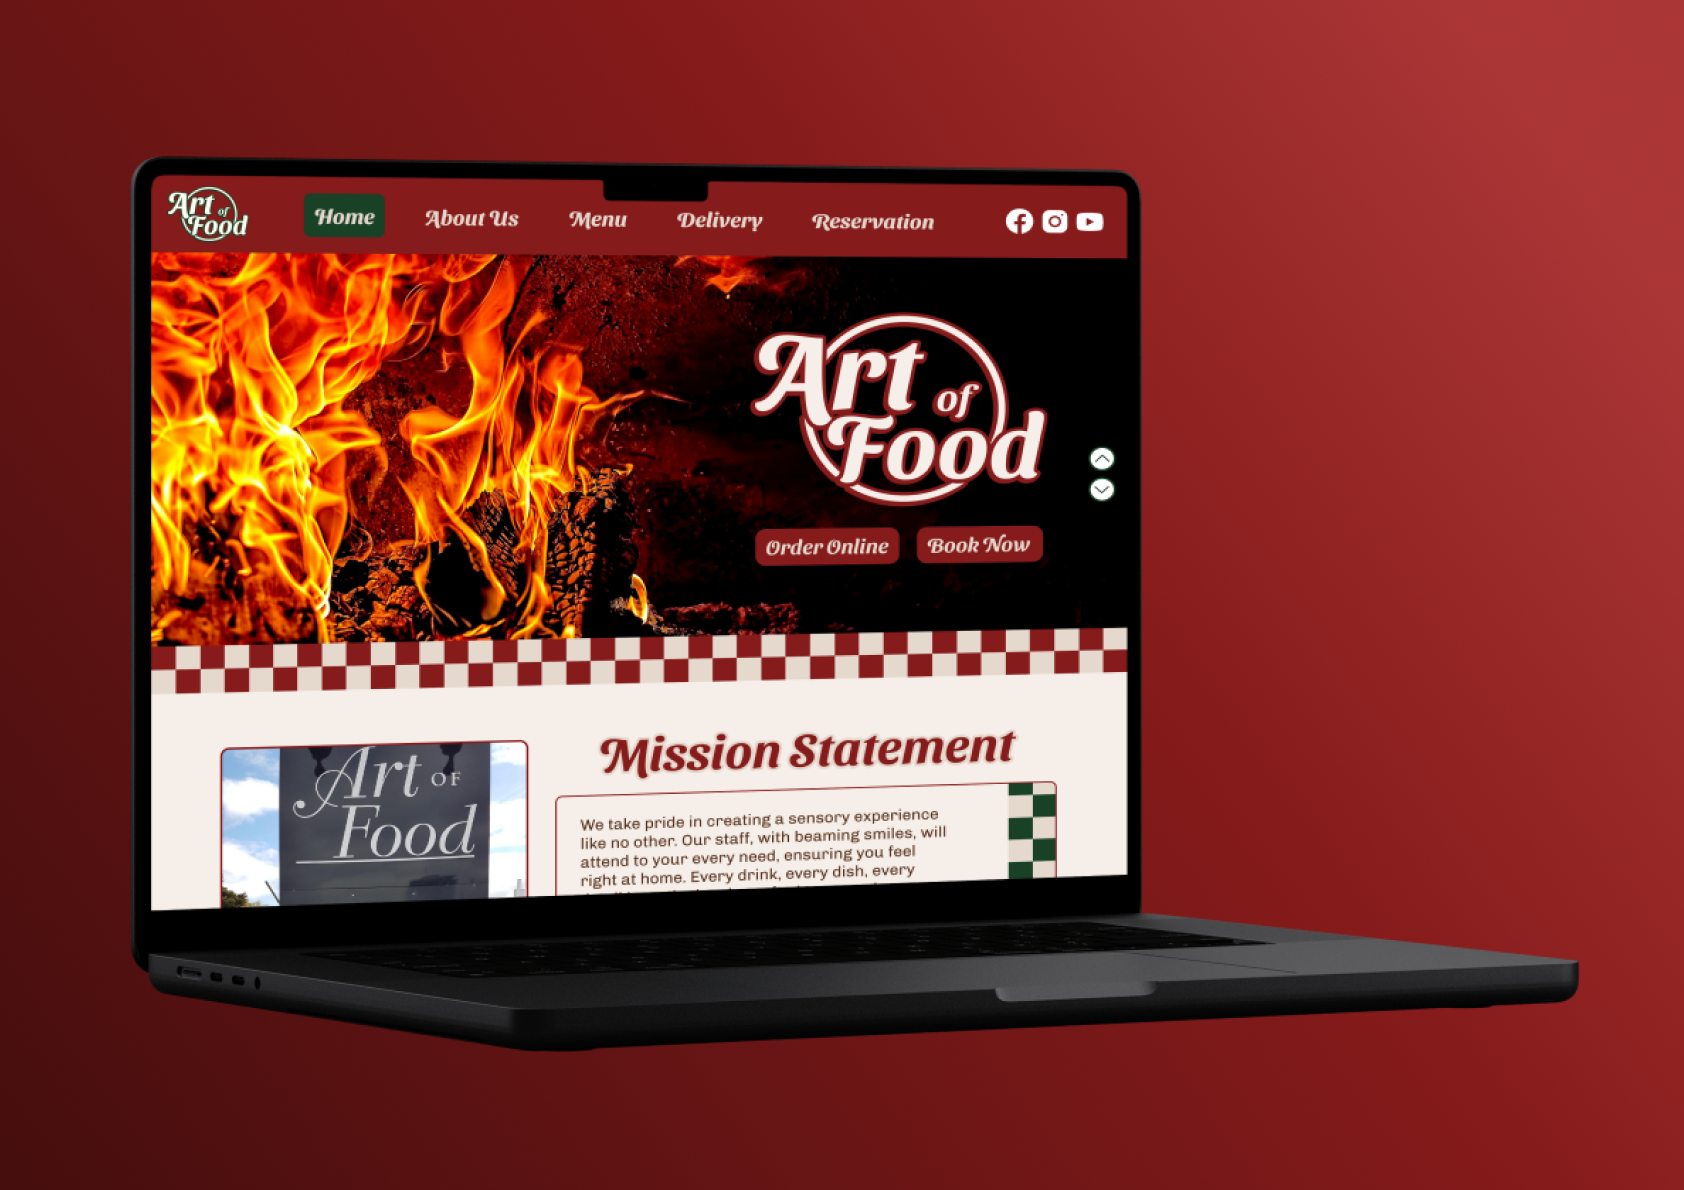 Art of
Food
Home
About Us
Menu
Delivery
Reservation
Art of
Food
Order Online
Book Now
Art OF
Food
Mission Statement
We take pride in creating a sensory experience
like no other. Our staff, with beaming smiles, will
attend to your every need, ensuring you feel
right at home. Every drink, every dish, every